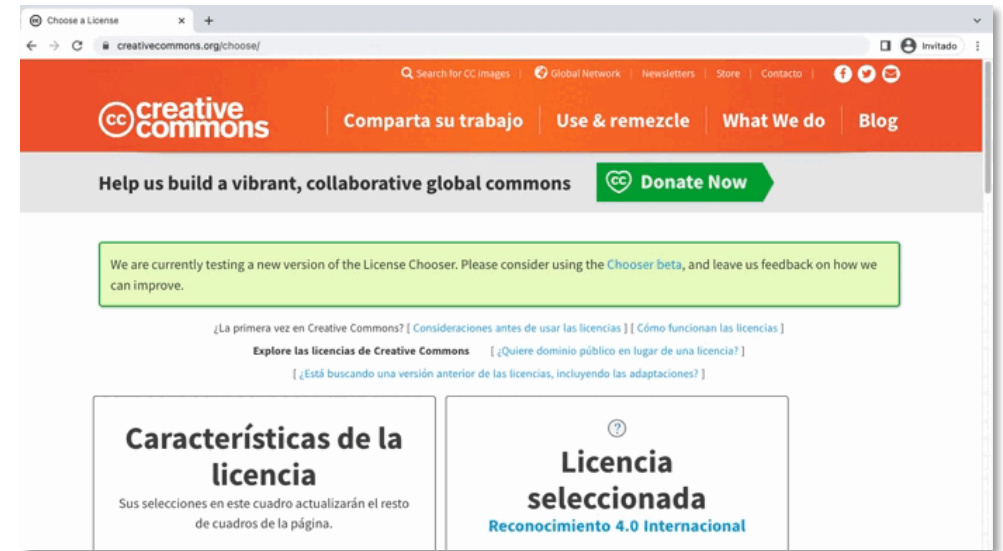 Choose a License
creativecommons.org/choose/
Invitado
Search for CC images | Global Network | Newsletters | Store | Contacto |
cc creative commons
Comparta su trabajo | Use & remezcle | What We do | Blog
Help us build a vibrant, collaborative global commons
cc Donate Now
We are currently testing a new version of the License Chooser. Please consider using the Chooser beta, and leave us feedback on how we
can improve.
¿La primera vez en Creative Commons? [ Consideraciones antes de usar las licencias ] [ Cómo funcionan las licencias ]
Explore las licencias de Creative Commons [ ¿Quiere dominio público en lugar de una licencia? ]
[ ¿Está buscando una versión anterior de las licencias, incluyendo las adaptaciones? ]
Características de la
licencia
Sus selecciones en este cuadro actualizarán el resto
de cuadros de la página.
?
Licencia
seleccionada
Reconocimiento 4.0 Internacional